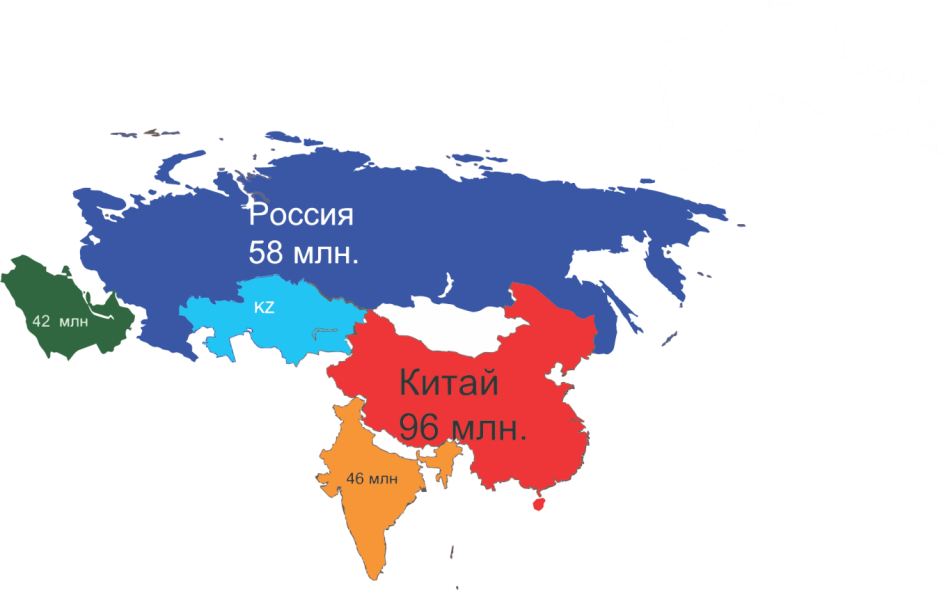 Россия
58 млн.
KZ
42 млн
Китай
96 млн.
46 млн